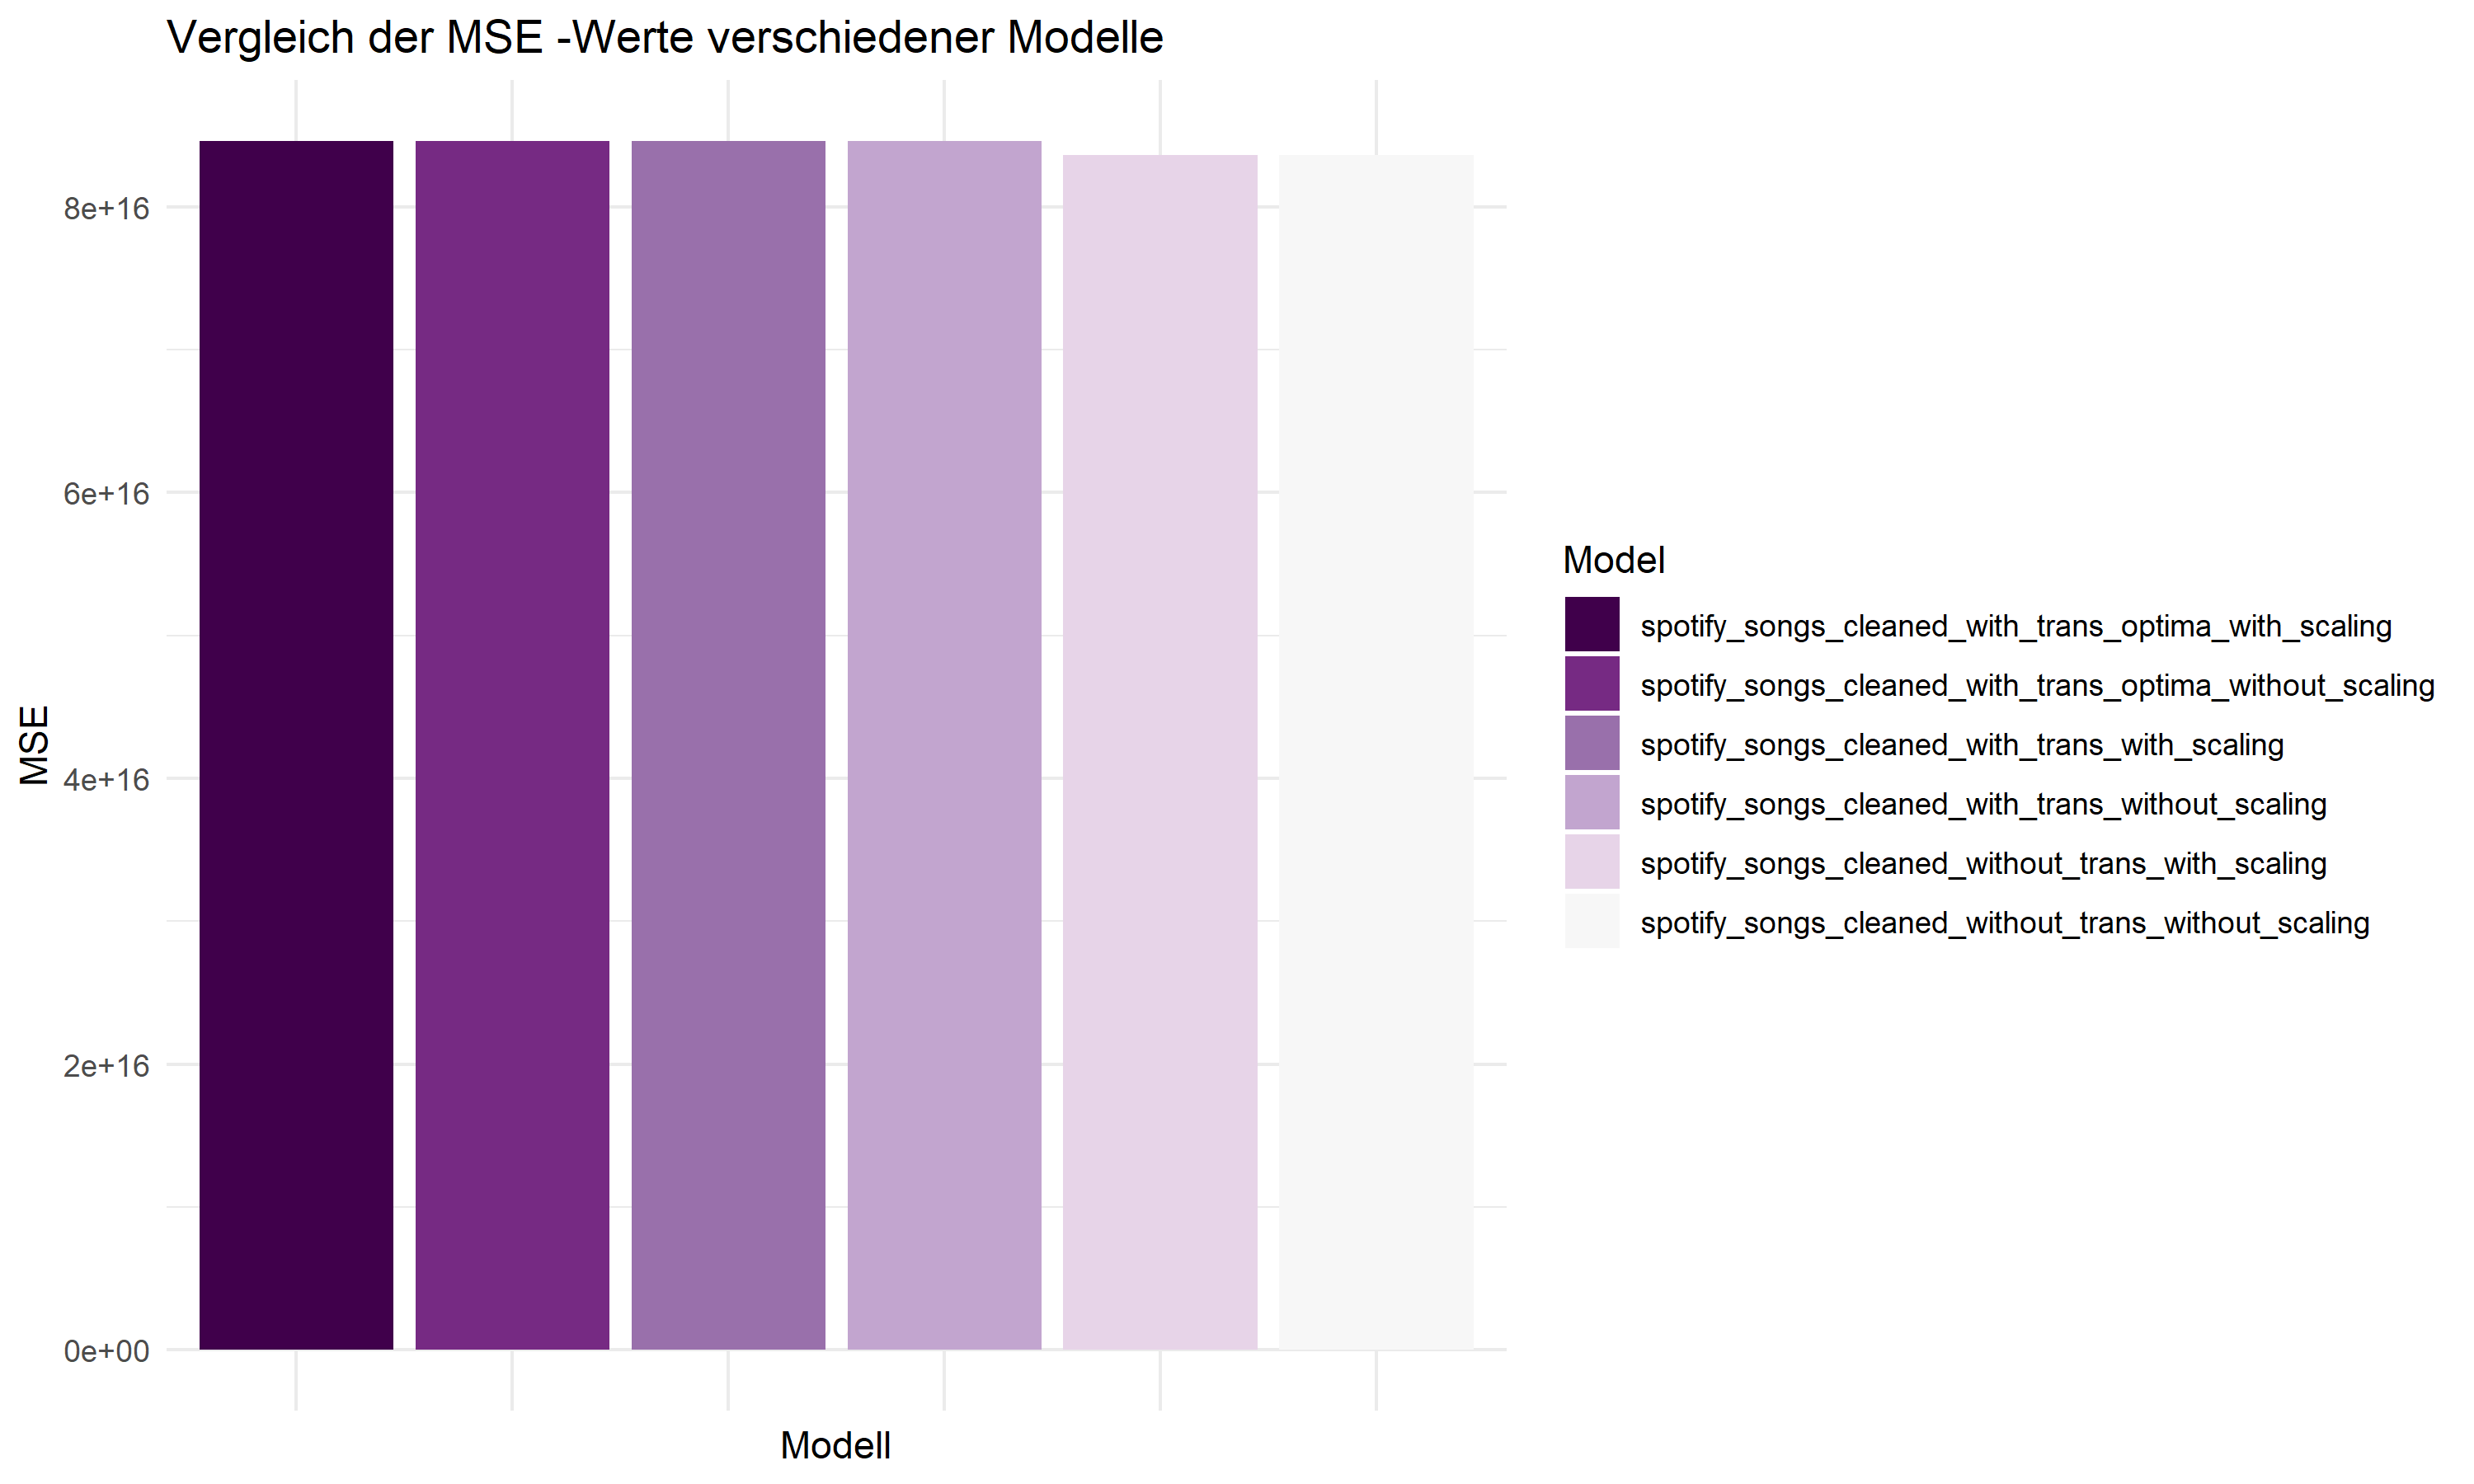 Vergleich der MSE -Werte verschiedener Modelle
8e+16
6e+16
4e+16
2e+16
0e+00
MSE
Modell
Model
spotify_songs_cleaned_with_trans_optima_with_scaling
spotify_songs_cleaned_with_trans_optima_without_scaling
spotify_songs_cleaned_with_trans_with_scaling
spotify_songs_cleaned_with_trans_without_scaling
spotify_songs_cleaned_without_trans_with_scaling
spotify_songs_cleaned_without_trans_without_scaling